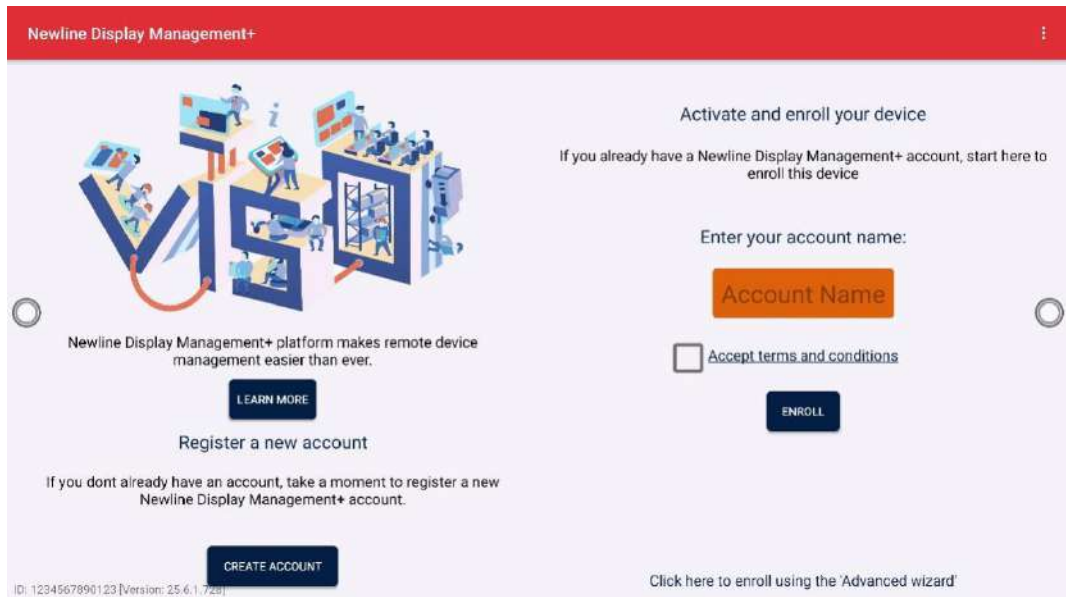 Newline Display Management+
Newline Display Management+ platform makes remote device
management easier than ever.
LEARN MORE
Register a new account
If you dont already have an account, take a moment to register a new
Newline Display Management+ account.
CREATE ACCOUNT
ID: 1234567890123 [Version: 25.6.1.728]
Activate and enroll your device
If you already have a Newline Display Management+ account, start here to
enroll this device
Enter your account name:
Account Name
Accept terms and conditions
ENROLL
Click here to enroll using the 'Advanced wizard'